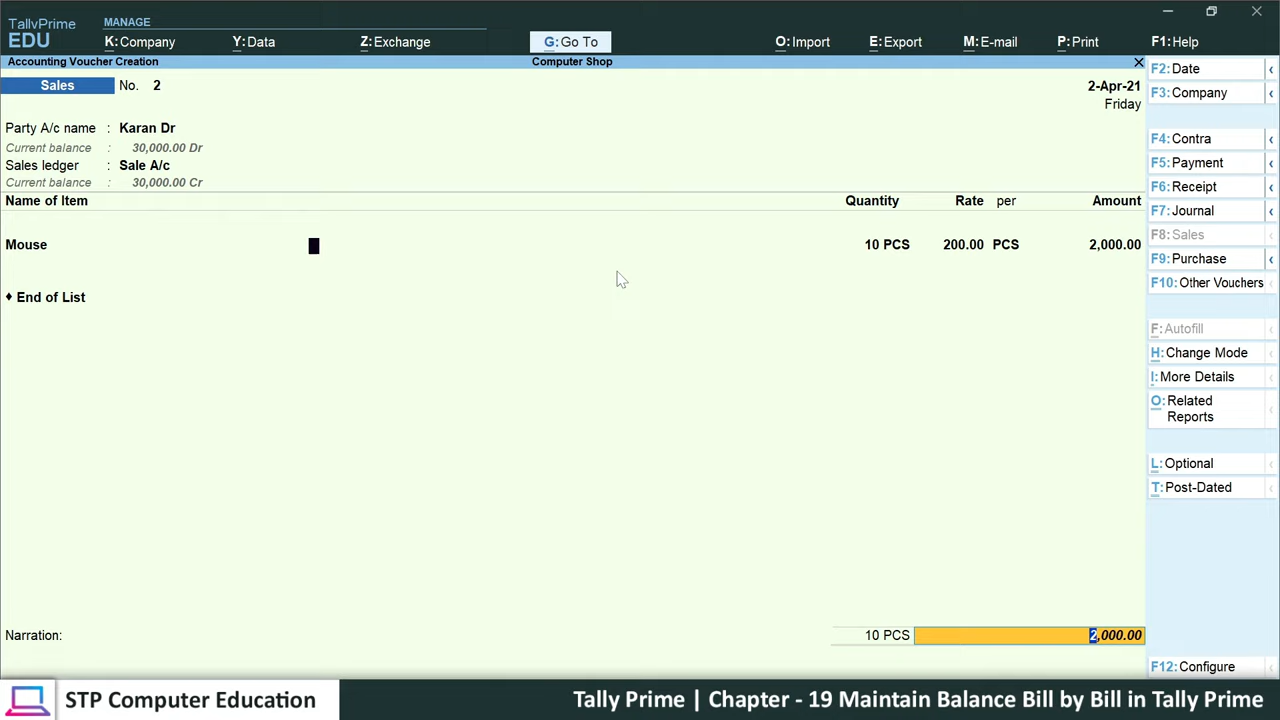 TallyPrime
EDU
MANAGE
K:Company
Y:Data
Z:Exchange
G:Go To
O:Import
E:Export
M:E-mail
P:Print
F1:Help
Accounting Voucher Creation
Computer Shop
Sales No. 2
2-Apr-21
Friday
Party A/c name : Karan Dr
Current balance : 30,000.00 Dr
Sales ledger : Sale A/c
Current balance : 30,000.00 Cr
Name of Item Quantity Rate per Amount
Mouse 10 PCS 200.00 PCS 2,000.00
♦ End of List
Narration: 10 PCS 2,000.00
F2:Date
F3:Company
F4:Contra
F5:Payment
F6:Receipt
F7:Journal
F8:Sales
F9:Purchase
F10:Other Vouchers
F:Autofill
H:Change Mode
I:More Details
O:Related
Reports
L:Optional
T:Post-Dated
F12:Configure
STP Computer Education
Tally Prime | Chapter - 19 Maintain Balance Bill by Bill in Tally Prime